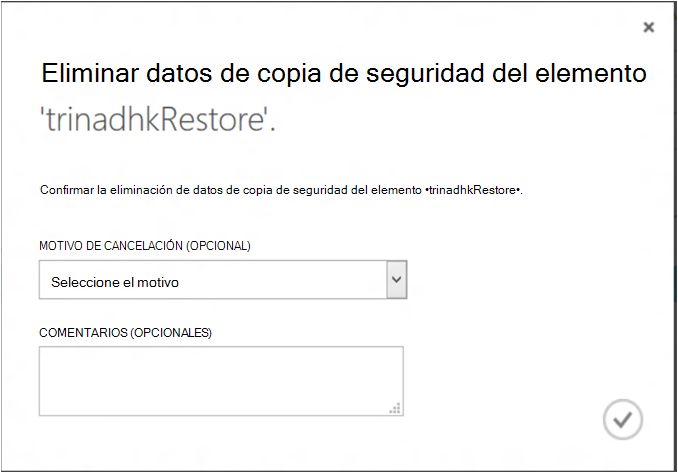 Eliminar datos de copia de seguridad del elemento
'trinadhkRestore'.
Confirmar la eliminación de datos de copia de seguridad del elemento •trinadhkRestore•.
MOTIVO DE CANCELACIÓN (OPCIONAL)
Seleccione el motivo
COMENTARIOS (OPCIONALES)